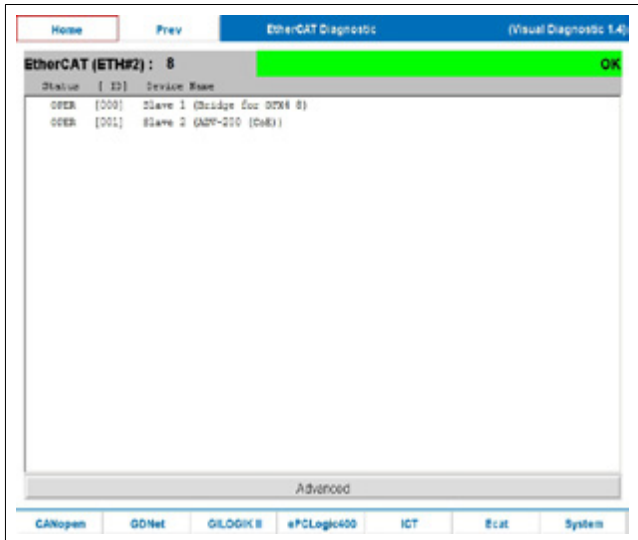 Home Prev EtherCAT Diagnostic (Visual Diagnostic 1.4)
EtherCAT (ETH#2) : 8 OK
Status [ ID] Device Name
OPER [000] Slave 1 (Bridge for 8)
OPER [001] Slave 2 (ADV-200 (CoE))
Advanced
CANopen GDNet GILOGIK II ePCLogic400 ICT Ecat System